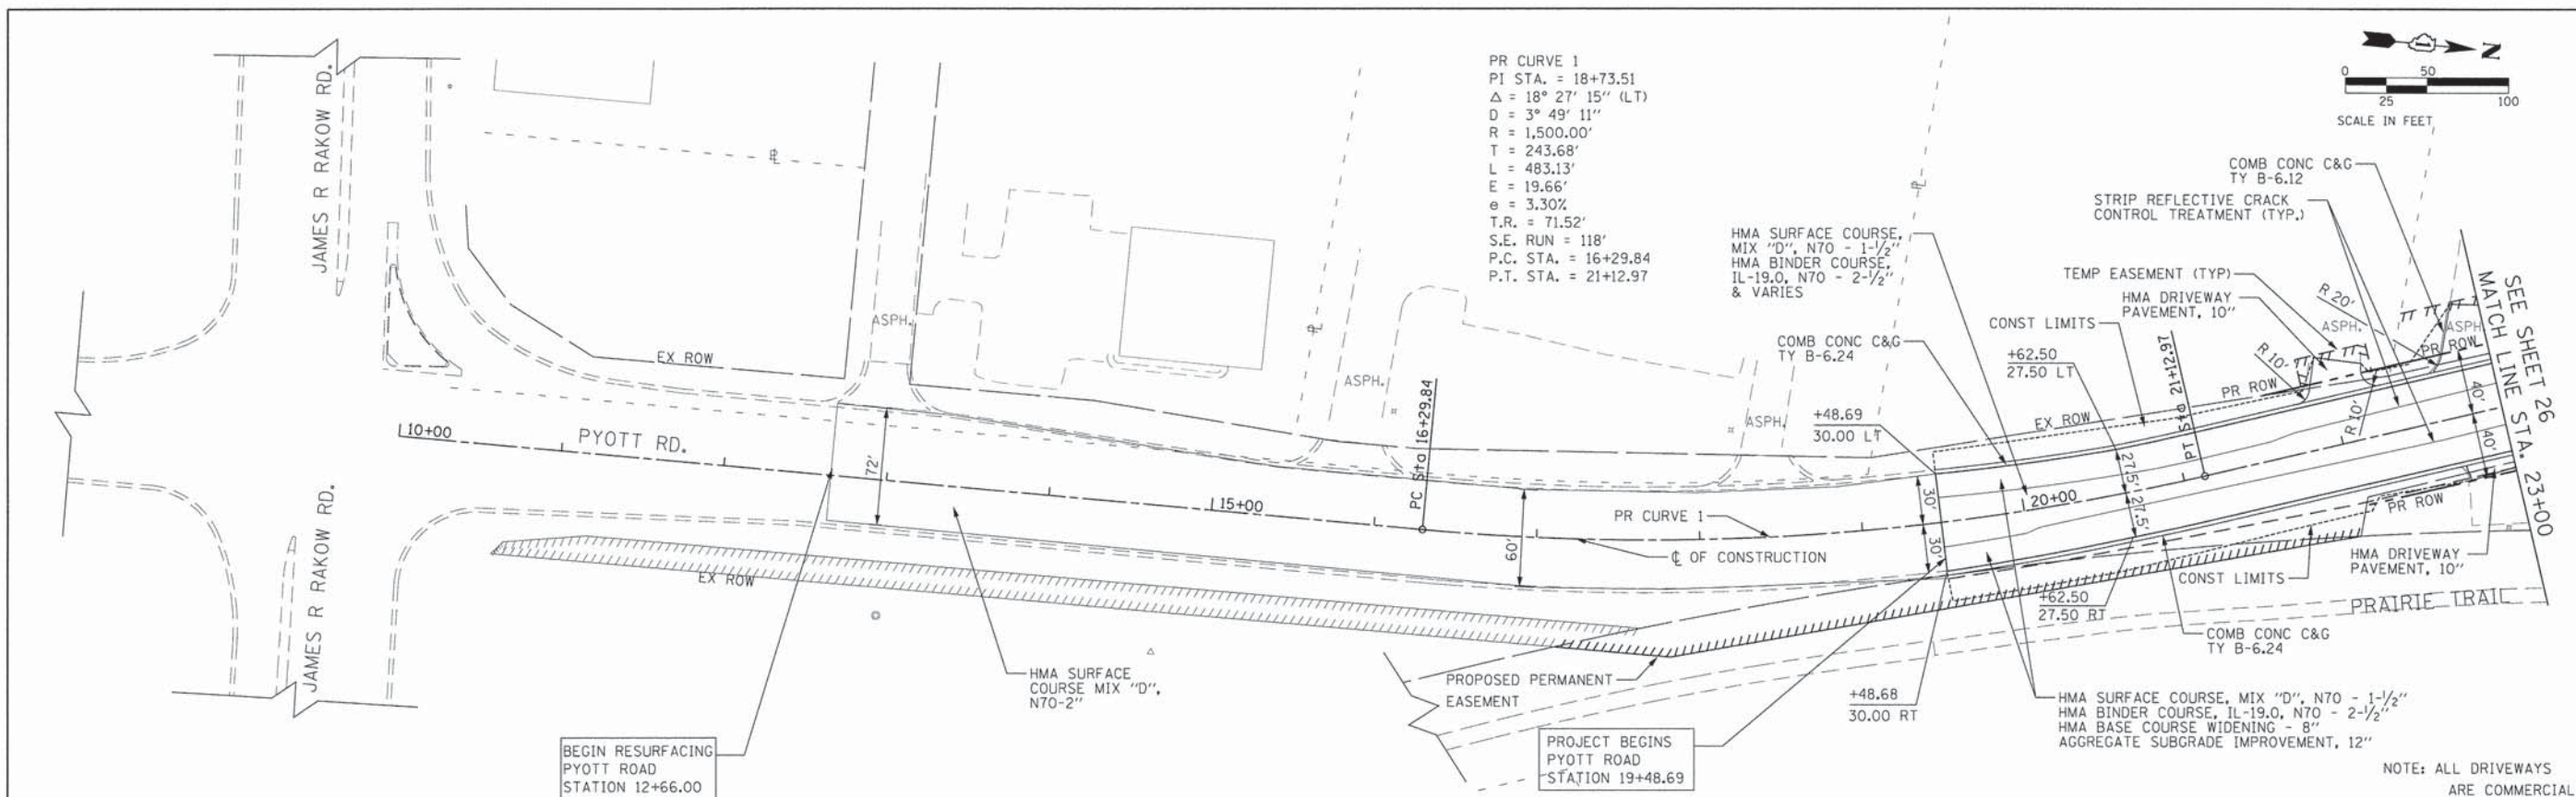 JAMES R RAKOW RD.
JAMES R RAKOW RD.
EX ROW
ASPH.
10+00
PYOTT RD.
72'
15+00
EX ROW
HMA SURFACE
COURSE MIX "D",
N70-2"
BEGIN RESURFACING
PYOTT ROAD
STATION 12+66.00
PR CURVE 1
PI STA. = 18+73.51
Δ = 18° 27' 15" (LT)
D = 3° 49' 11"
R = 1,500.00'
T = 243.68'
L = 483.13'
E = 19.66'
e = 3.30%
T.R. = 71.52'
S.E. RUN = 118'
P.C. STA. = 16+29.84
P.T. STA. = 21+12.97
ASPH.
PC Sta 16+29.84
60'
PR CURVE 1
℄ OF CONSTRUCTION
PROPOSED PERMANENT
EASEMENT
PROJECT BEGINS
PYOTT ROAD
STATION 19+48.69
ASPH.
HMA SURFACE COURSE,
MIX "D", N70 - 1-1/2"
HMA BINDER COURSE,
IL-19.0, N70 - 2-1/2"
& VARIES
COMB CONC C&G
TY B-6.24
+48.69
30.00 LT
CONST LIMITS
+62.50
27.50 LT
EX ROW
PR ROW
30'
30'
20+00
27.5'
27.5'
PT Sta 21+12.97
+48.68
30.00 RT
+62.50
27.50 RT
CONST LIMITS
COMB CONC C&G
TY B-6.24
HMA SURFACE COURSE, MIX "D", N70 - 1-1/2"
HMA BINDER COURSE, IL-19.0, N70 - 2-1/2"
HMA BASE COURSE WIDENING - 8"
AGGREGATE SUBGRADE IMPROVEMENT, 12"
N
0
50
25
100
SCALE IN FEET
COMB CONC C&G
TY B-6.12
STRIP REFLECTIVE CRACK
CONTROL TREATMENT (TYP.)
TEMP EASEMENT (TYP)
HMA DRIVEWAY
PAVEMENT, 10"
R 20'
ASPH.
ASPH.
R 10'
R 10'
PR ROW
40'
40'
PR ROW
HMA DRIVEWAY
PAVEMENT, 10"
PRAIRIE TRAIL
SEE SHEET 26
MATCH LINE STA. 23+00
NOTE: ALL DRIVEWAYS
ARE COMMERCIAL